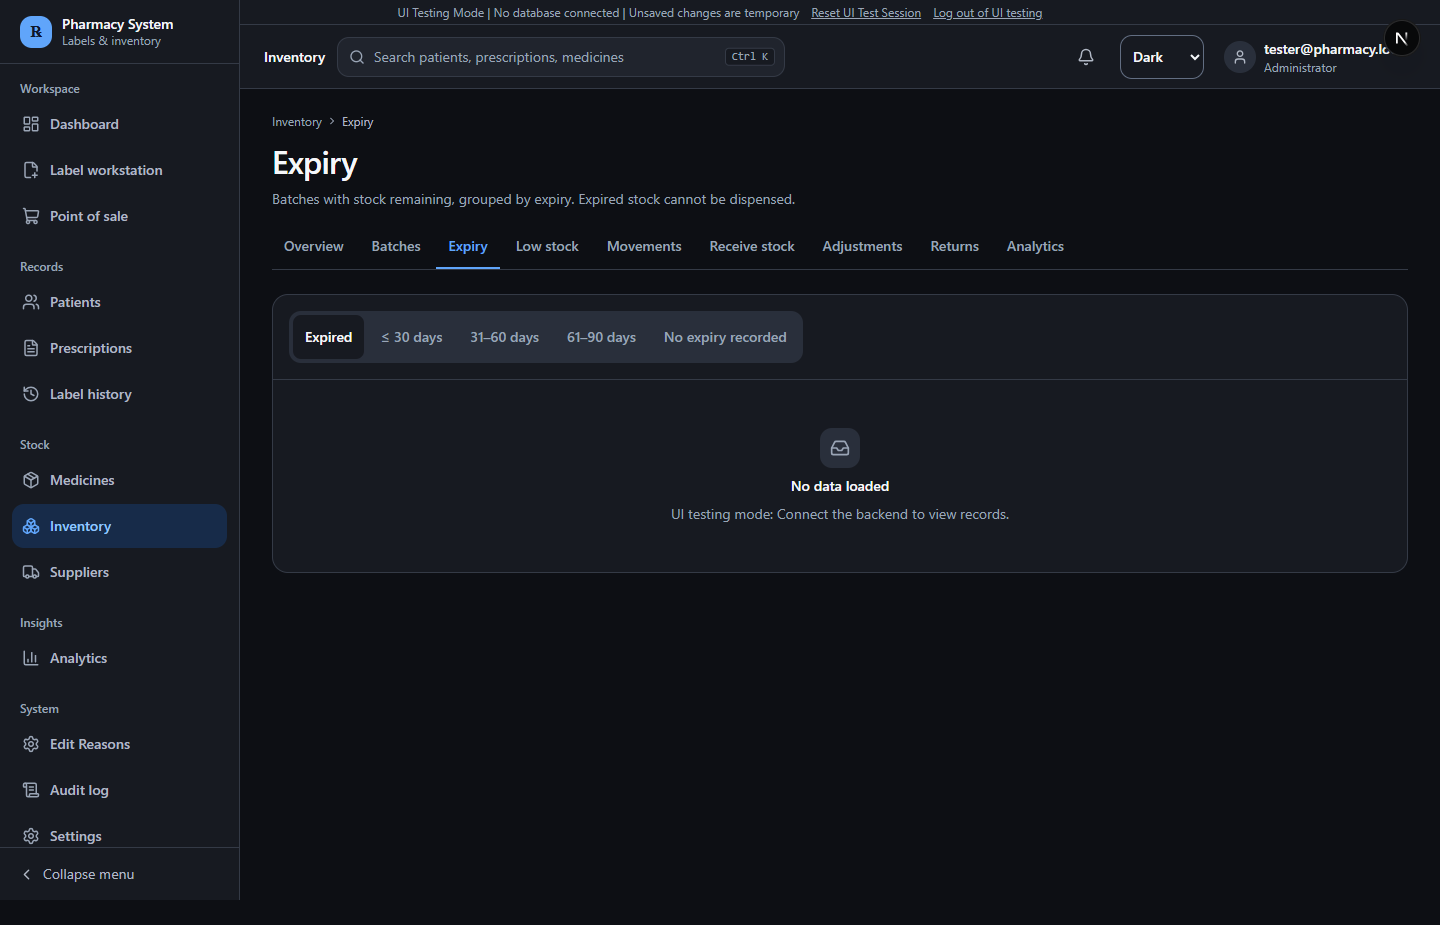 Pharmacy System
Labels & inventory
Workspace
Dashboard
Label workstation
Point of sale
Records
Patients
Prescriptions
Label history
Stock
Medicines
Inventory
Suppliers
Insights
Analytics
System
Edit Reasons
Audit log
Settings
Collapse menu
UI Testing Mode | No database connected | Unsaved changes are temporary Reset UI Test Session Log out of UI testing
Inventory
Search patients, prescriptions, medicines
Ctrl K
Dark
tester@pharmacy.lo
Administrator
N
Inventory > Expiry
Expiry
Batches with stock remaining, grouped by expiry. Expired stock cannot be dispensed.
Overview Batches Expiry Low stock Movements Receive stock Adjustments Returns Analytics
Expired ≤ 30 days 31–60 days 61–90 days No expiry recorded
No data loaded
UI testing mode: Connect the backend to view records.